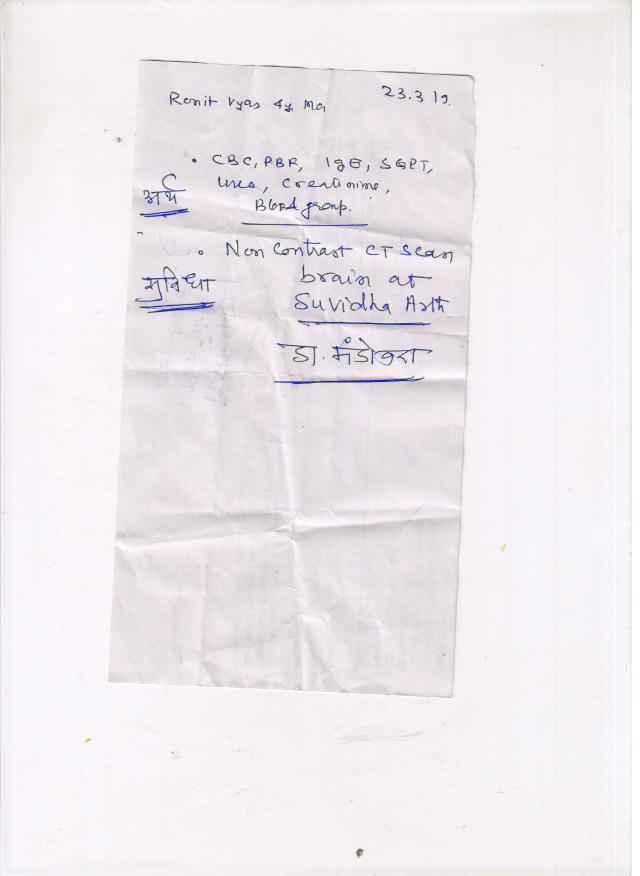 Ronit Vyas 4y Ma
23.3 19.
• CBC, PBF, IgE, SGPT,
Urea, Creatinine,
अर्थ
Blood group.
• Non Contrast CT Scan
सुविधा
brain at
Suvidha Arth
डा. मंडोवरा